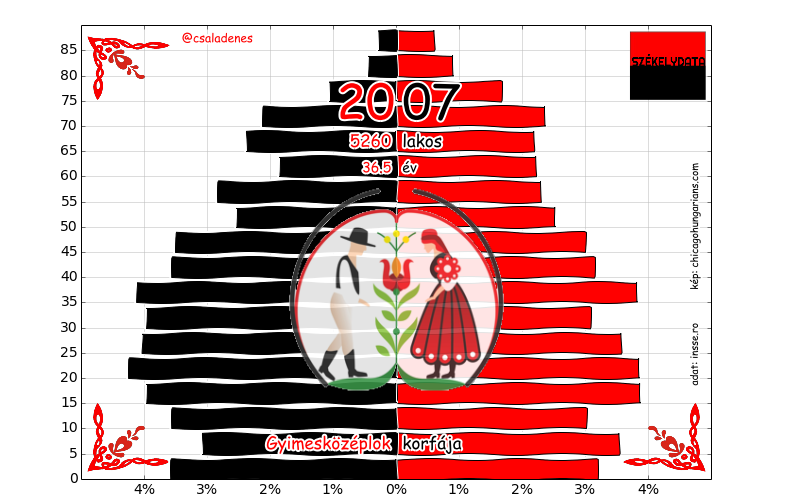 @csaladenes
SZÉKELYDATA
2007
5260 lakos
36.5 év
kép: chicagohungarians.com
adat: insse.ro
Gyimesközéplok korfája
85
80
75
70
65
60
55
50
45
40
35
30
25
20
15
10
5
0
4% 3% 2% 1% 0% 1% 2% 3% 4%